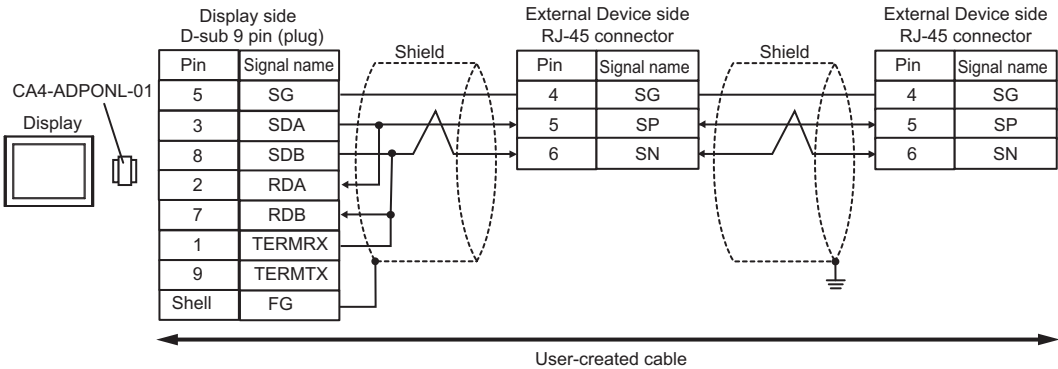 Display side
D-sub 9 pin (plug)
External Device side
RJ-45 connector
External Device side
RJ-45 connector
Shield
Shield
CA4-ADPONL-01
Display
Pin Signal name
5 SG
3 SDA
8 SDB
2 RDA
7 RDB
1 TERMRX
9 TERMTX
Shell FG
Pin Signal name
4 SG
5 SP
6 SN
Pin Signal name
4 SG
5 SP
6 SN
User-created cable